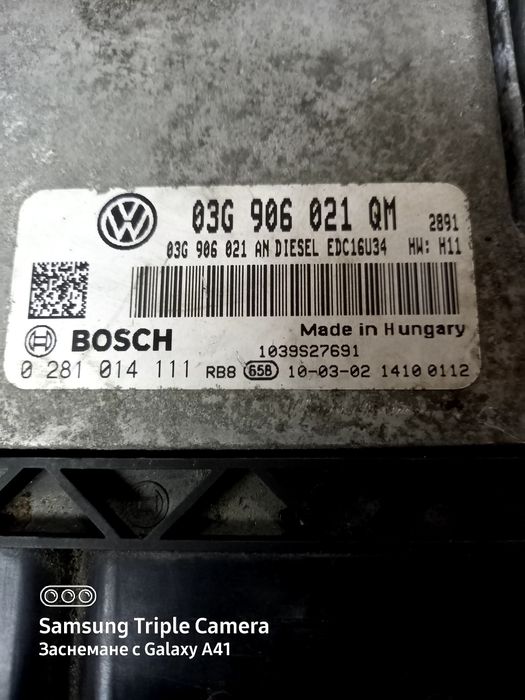 03G 906 021 QM 2891
03G 906 021 AN DIESEL EDC16U34 HW: H11
BOSCH
Made in Hungary
1039S27691
0 281 014 111 RB8 658 10-03-02 1410 0112
Samsung Triple Camera
Заснемане с Galaxy A41